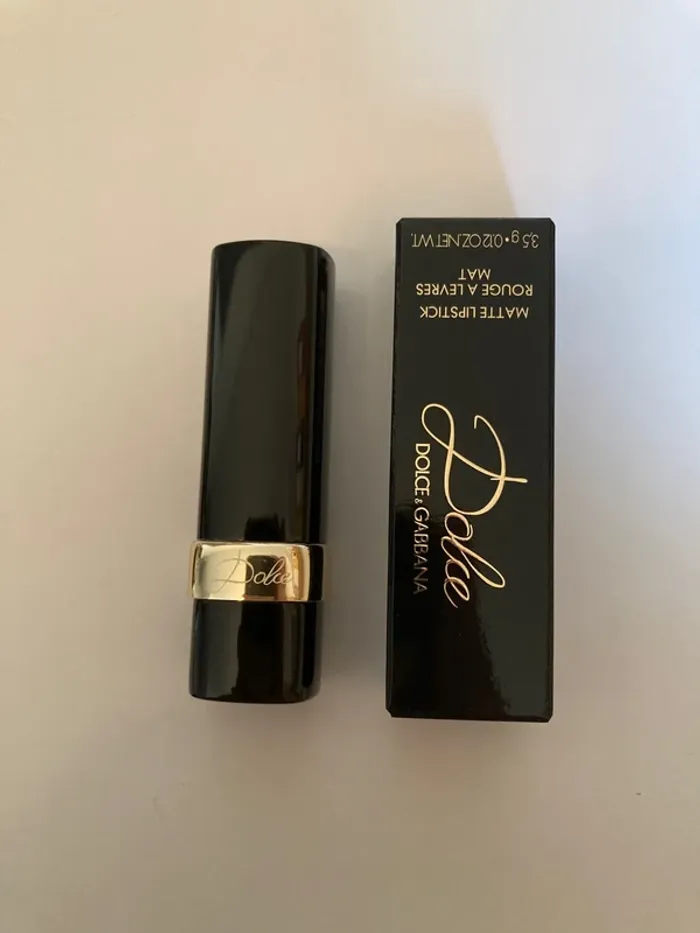 Dolce
Dolce
DOLCE & GABBANA
MATTE LIPSTICK
ROUGE A LEVRES
MAT
3,5 g • 0.12 OZ.NET WT.